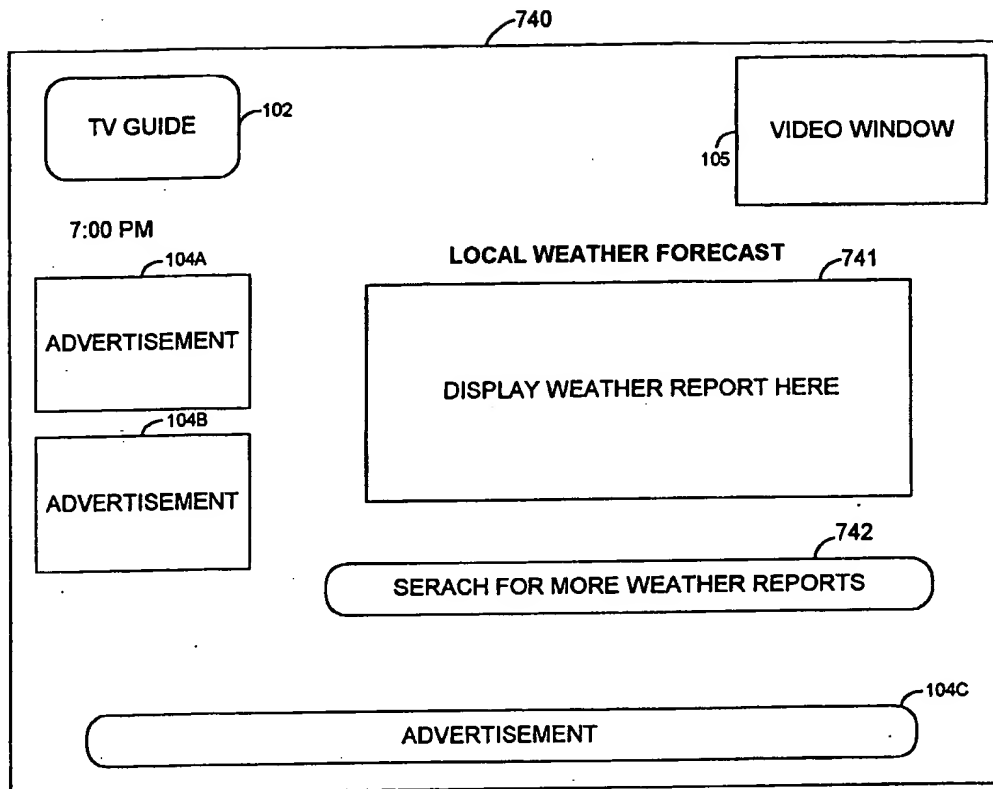 740
TV GUIDE
102
VIDEO WINDOW
105
7:00 PM
LOCAL WEATHER FORECAST
104A
741
ADVERTISEMENT
DISPLAY WEATHER REPORT HERE
104B
ADVERTISEMENT
742
SERACH FOR MORE WEATHER REPORTS
104C
ADVERTISEMENT